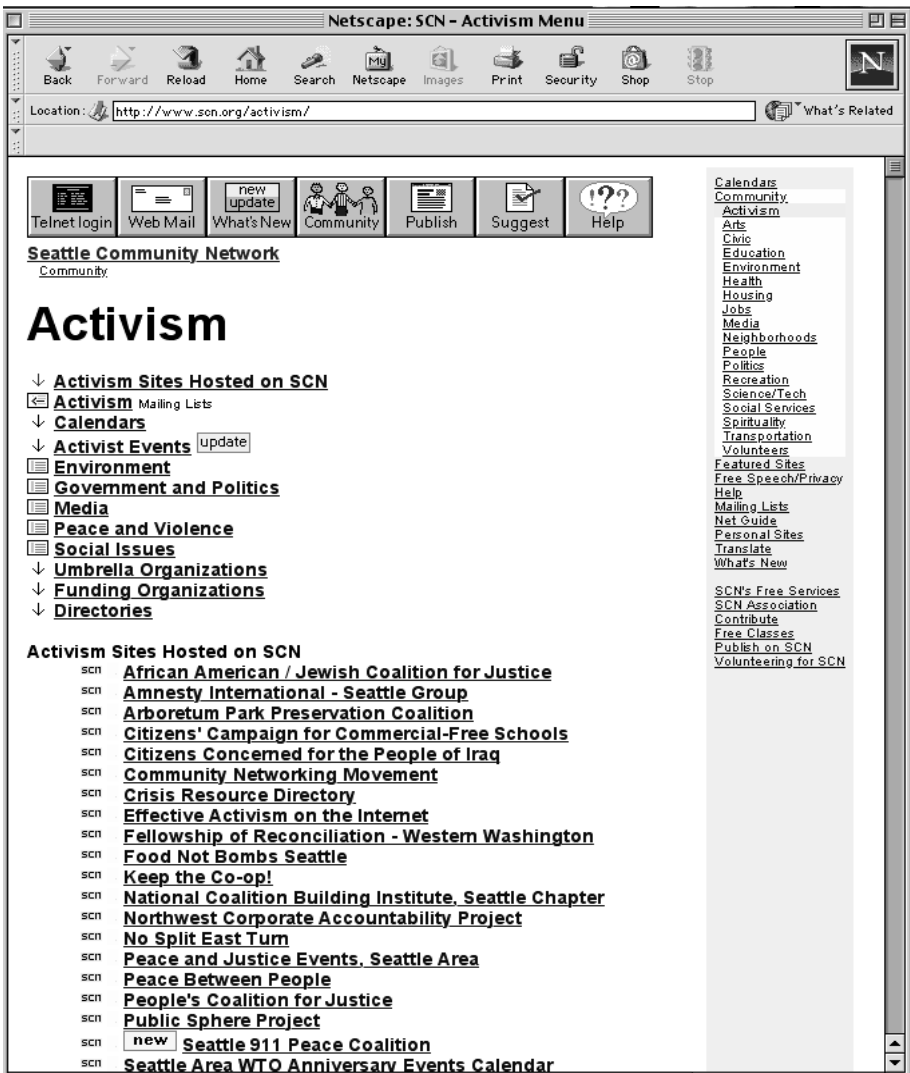 Netscape: SCN – Activism Menu
Back Forward Reload Home Search Netscape Images Print Security Shop Stop
My
N
Location: http://www.scn.org/activism/ What's Related
new
update
!???
Telnet login Web Mail What's New Community Publish Suggest Help
Seattle Community Network
Community
Activism
Activism Sites Hosted on SCN
Activism Mailing Lists
Calendars
Activist Events update
Environment
Government and Politics
Media
Peace and Violence
Social Issues
Umbrella Organizations
Funding Organizations
Directories
Activism Sites Hosted on SCN
scn African American / Jewish Coalition for Justice
scn Amnesty International - Seattle Group
scn Arboretum Park Preservation Coalition
scn Citizens' Campaign for Commercial-Free Schools
scn Citizens Concerned for the People of Iraq
scn Community Networking Movement
scn Crisis Resource Directory
scn Effective Activism on the Internet
scn Fellowship of Reconciliation - Western Washington
scn Food Not Bombs Seattle
scn Keep the Co-op!
scn National Coalition Building Institute, Seattle Chapter
scn Northwest Corporate Accountability Project
scn No Split East Turn
scn Peace and Justice Events, Seattle Area
scn Peace Between People
scn People's Coalition for Justice
scn Public Sphere Project
scn new Seattle 911 Peace Coalition
scn Seattle Area WTO Anniversary Events Calendar
Calendars
Community
Activism
Arts
Civic
Education
Environment
Health
Housing
Jobs
Media
Neighborhoods
People
Politics
Recreation
Science/Tech
Social Services
Spirituality
Transportation
Volunteers
Featured Sites
Free Speech/Privacy
Help
Mailing Lists
Net Guide
Personal Sites
Translate
What's New
SCN's Free Services
SCN Association
Contribute
Free Classes
Publish on SCN
Volunteering for SCN